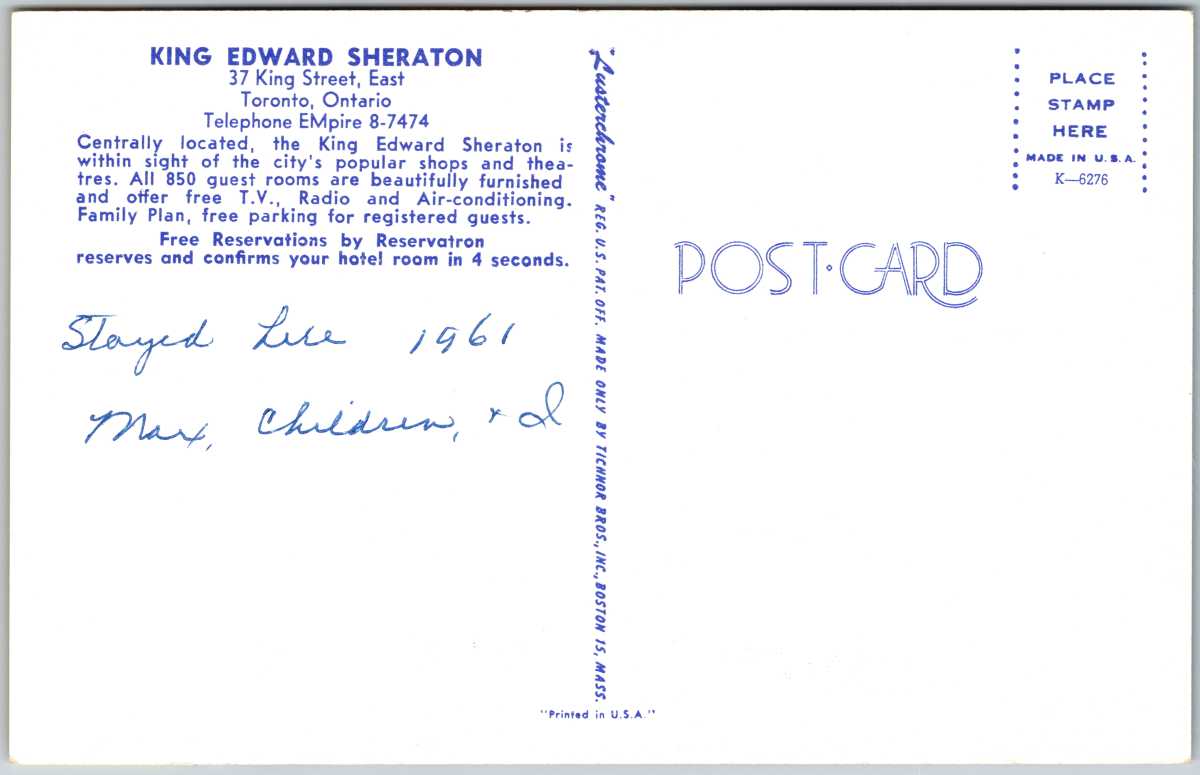 KING EDWARD SHERATON
37 King Street, East
Toronto, Ontario
Telephone EMpire 8-7474
Centrally located, the King Edward Sheraton is
within sight of the city's popular shops and thea-
tres. All 850 guest rooms are beautifully furnished
and offer free T.V., Radio and Air-conditioning.
Family Plan, free parking for registered guests.
Free Reservations by Reservatron
reserves and confirms your hotel room in 4 seconds.
Stayed here 1961
Max, Children, + I
"Lusterchrome" REG. U.S. PAT. OFF. MADE ONLY BY TICHNOR BROS., INC., BOSTON 15, MASS.
"Printed in U.S.A."
POST·CARD
PLACE
STAMP
HERE
MADE IN U.S.A.
K—6276